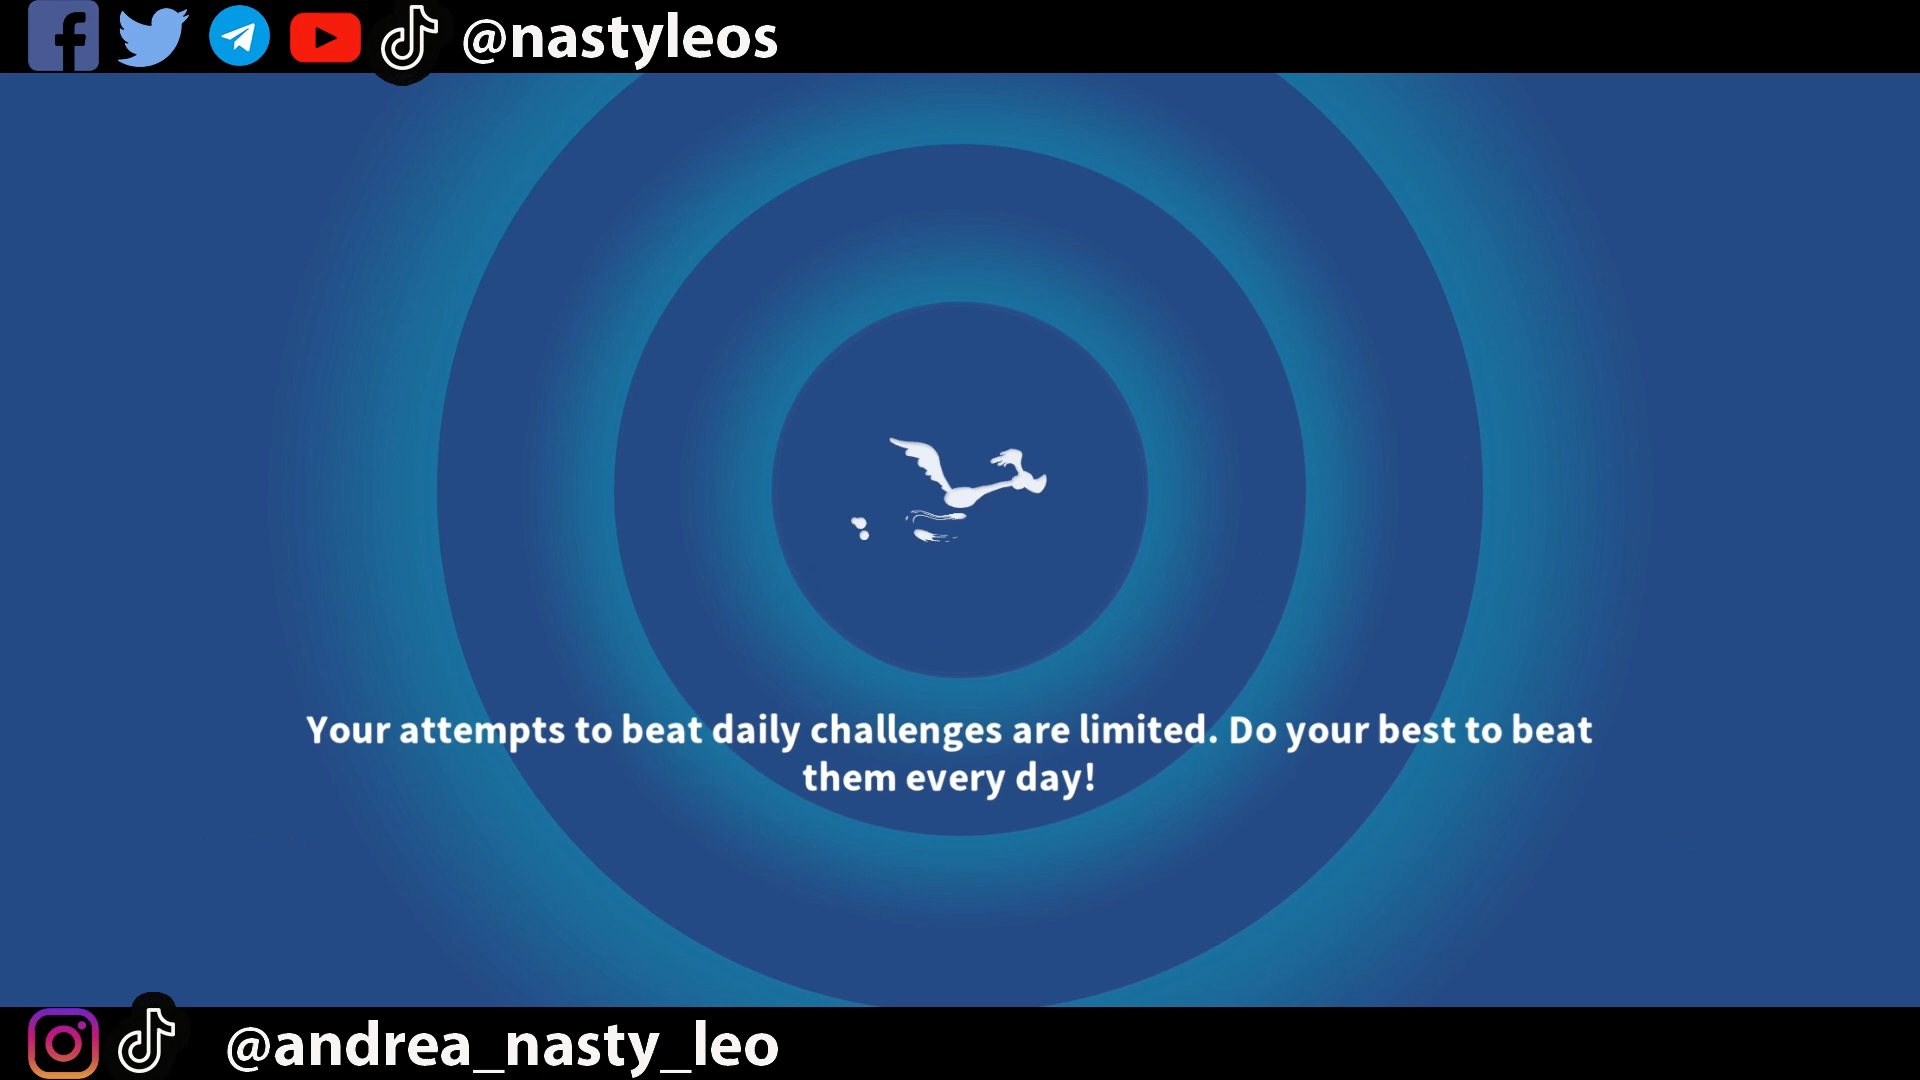 @nastyleos
Your attempts to beat daily challenges are limited. Do your best to beat
them every day!
@andrea_nasty_leo